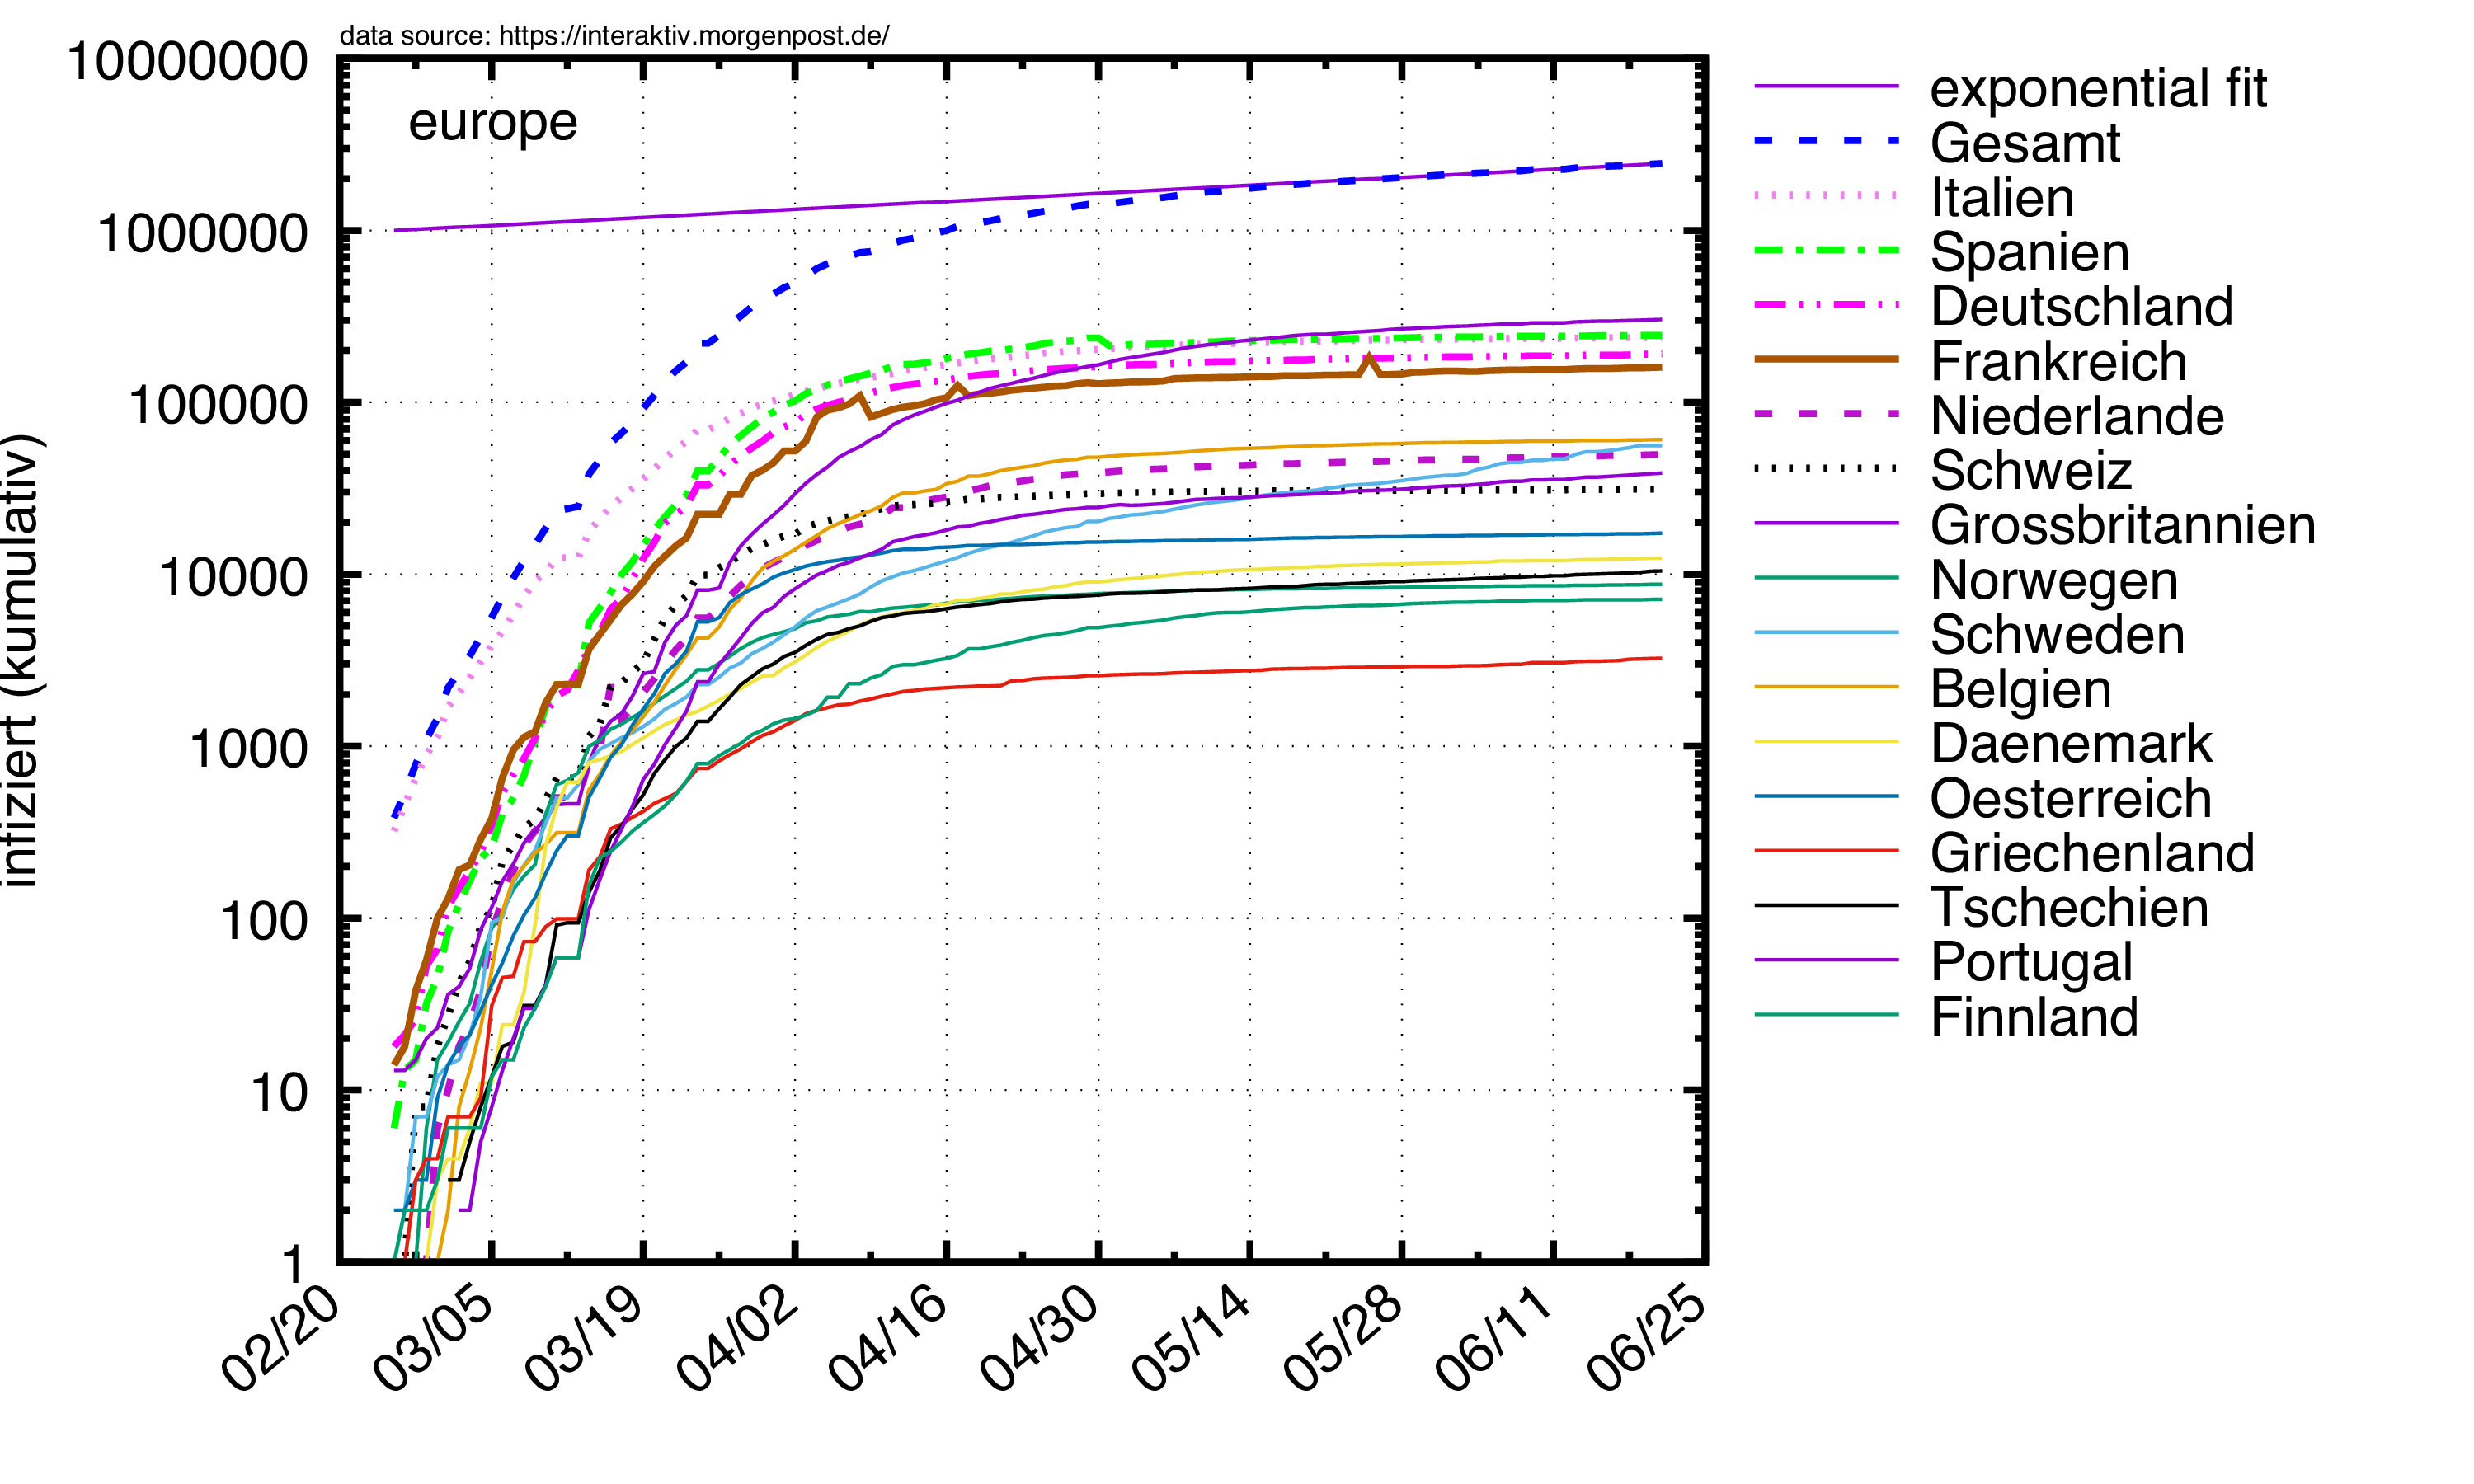 data source: https://interaktiv.morgenpost.de/
europe
infiziert (kumulativ)
10000000
1000000
100000
10000
1000
100
10
1
02/20
03/05
03/19
04/02
04/16
04/30
05/14
05/28
06/11
06/25
exponential fit
Gesamt
Italien
Spanien
Deutschland
Frankreich
Niederlande
Schweiz
Grossbritannien
Norwegen
Schweden
Belgien
Daenemark
Oesterreich
Griechenland
Tschechien
Portugal
Finnland